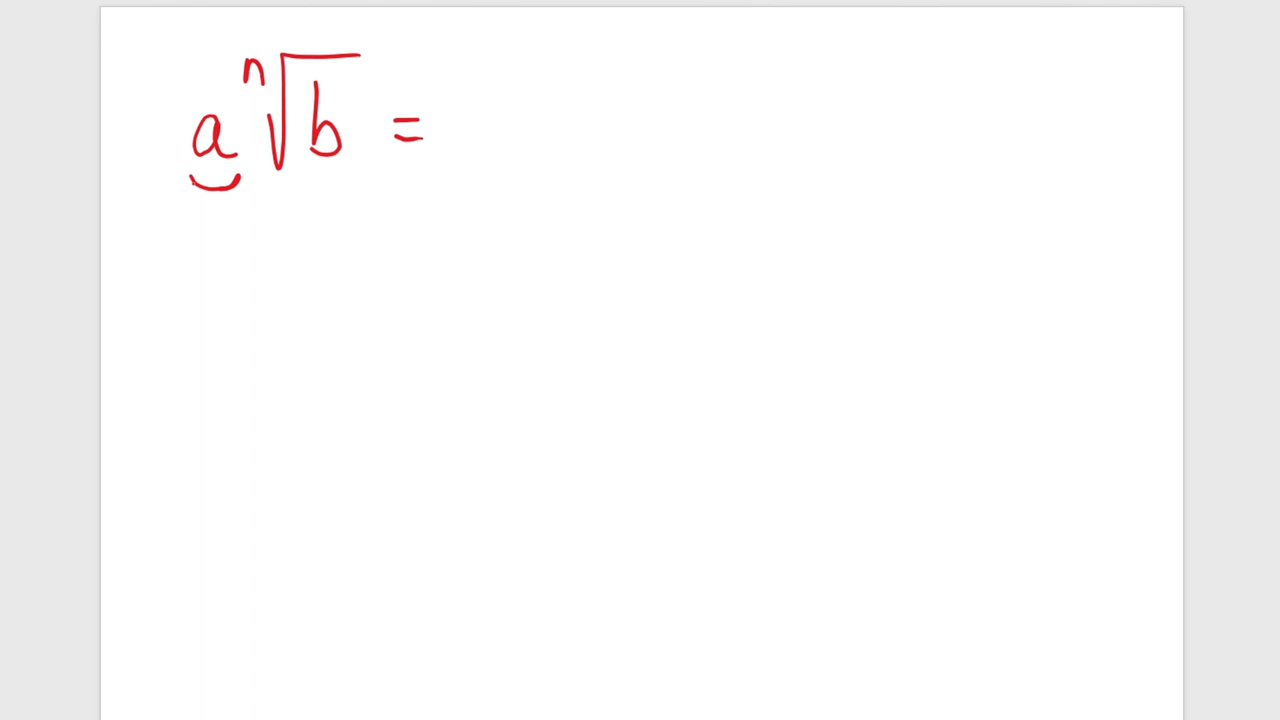 a ⁿ√b =